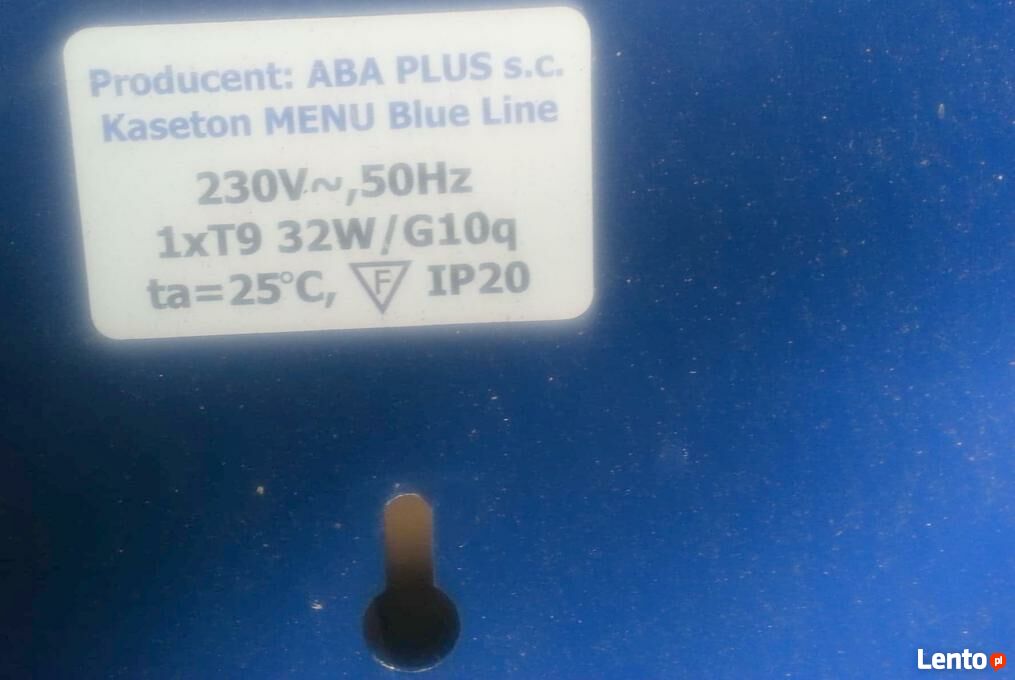 Producent: ABA PLUS s.c.
Kaseton MENU Blue Line
230V~,50Hz
1xT9 32W/G10q
ta=25°C, F IP20
Lento pl